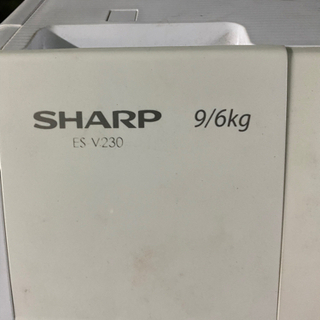 SHARP 9/6kg
ES V230